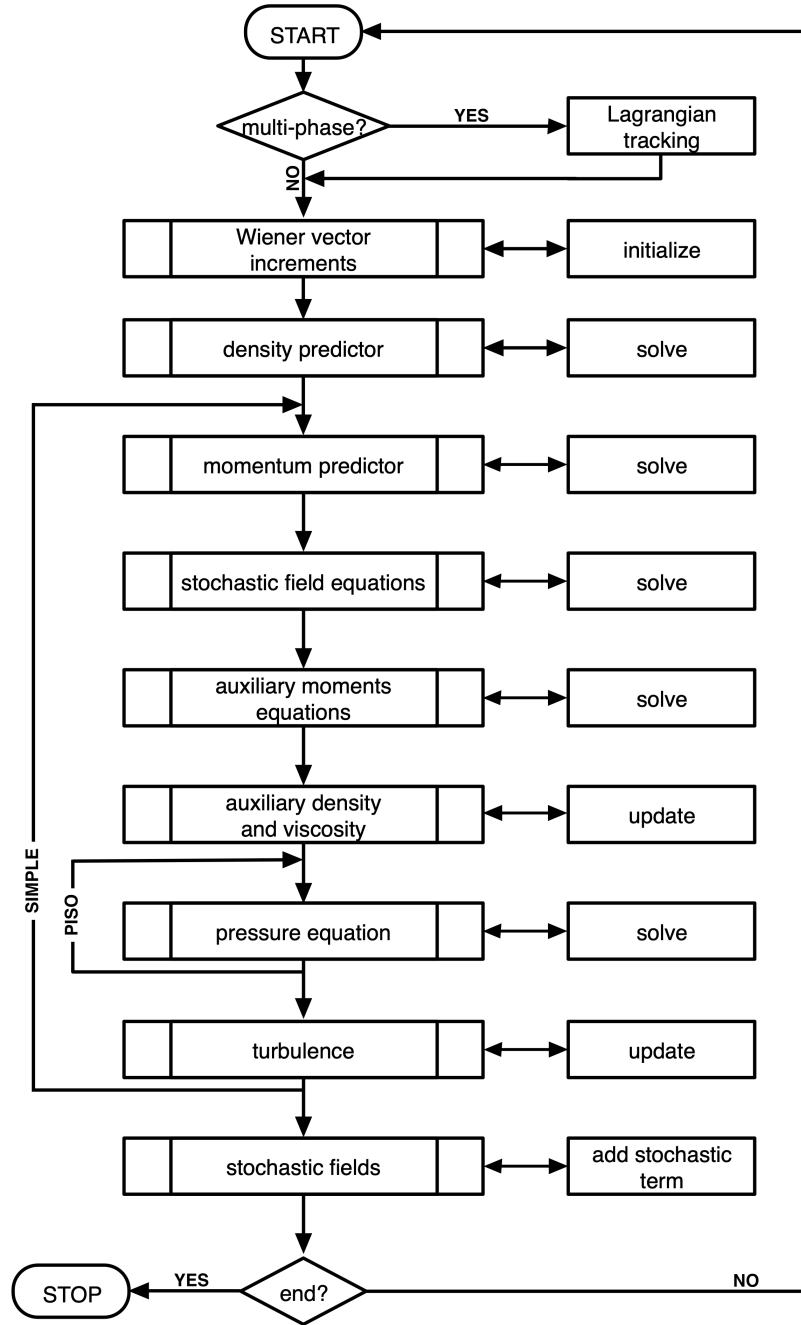 START
multi-phase?
YES
Lagrangian
tracking
NO
Wiener vector
increments
initialize
density predictor
solve
momentum predictor
solve
stochastic field equations
solve
auxiliary moments
equations
solve
auxiliary density
and viscosity
update
SIMPLE
PISO
pressure equation
solve
turbulence
update
stochastic fields
add stochastic
term
STOP
YES
end?
NO